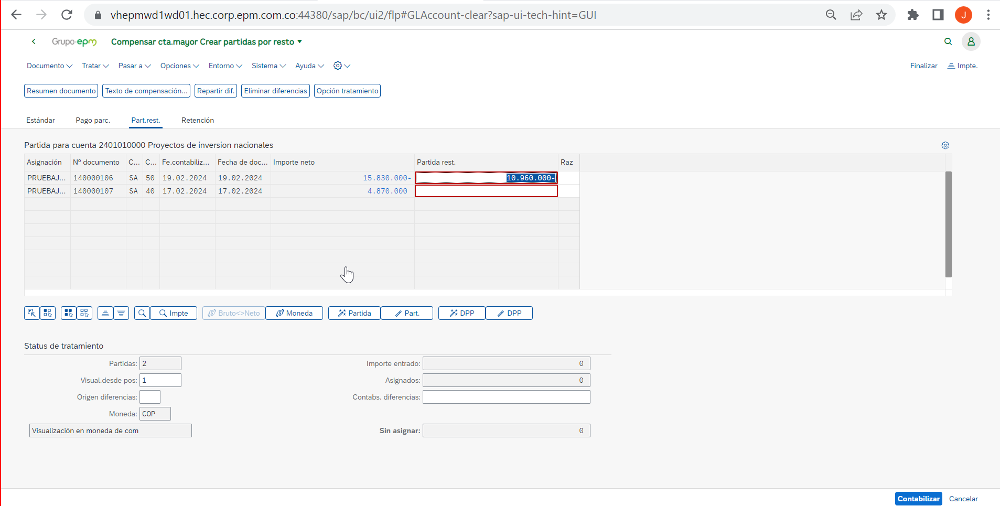 vhepmwd1wd01.hec.corp.epm.com.co:44380/sap/bc/ui2/flp#GLAccount-clear?sap-ui-tech-hint=GUI
J
Grupo·epm Compensar cta.mayor Crear partidas por resto
Documento Tratar Pasar a Opciones Entorno Sistema Ayuda Finalizar Impte.
Resumen documento Texto de compensación... Repartir dif. Eliminar diferencias Opción tratamiento
Estándar Pago parc. Part.rest. Retención
Partida para cuenta 2401010000 Proyectos de inversion nacionales
Asignación Nº documento C... C... Fe.contabiliz... Fecha de doc... Importe neto Partida rest. Raz
PRUEBAJ... 140000106 SA 50 19.02.2024 19.02.2024 15.830.000- 10.960.000-
PRUEBAJ... 140000107 SA 40 17.02.2024 17.02.2024 4.870.000
Impte Bruto<>Neto Moneda Partida Part. DPP DPP
Status de tratamiento
Partidas: 2 Importe entrado: 0
Visual.desde pos: 1 Asignados: 0
Origen diferencias: Contabs. diferencias:
Moneda: COP
Visualización en moneda de com Sin asignar: 0
Contabilizar Cancelar